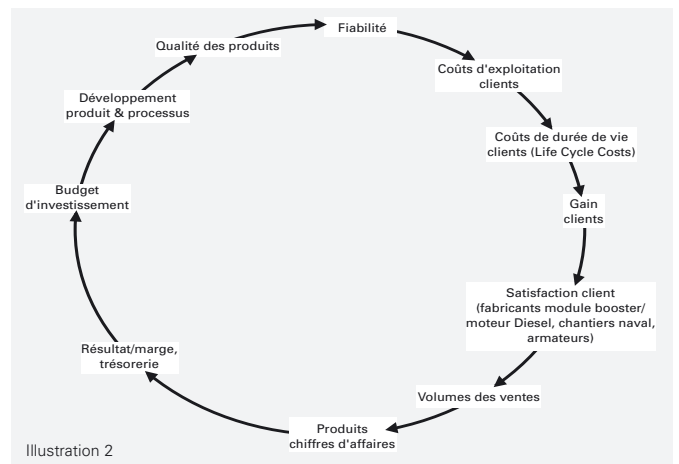 Fiabilité
Coûts d'exploitation
clients
Coûts de durée de vie
clients (Life Cycle Costs)
Gain
clients
Satisfaction client
(fabricants module booster/
moteur Diesel, chantiers naval,
armateurs)
Volumes des ventes
Produits
chiffres d'affaires
Résultat/marge,
trésorerie
Budget
d'investissement
Développement
produit & processus
Qualité des produits
Illustration 2